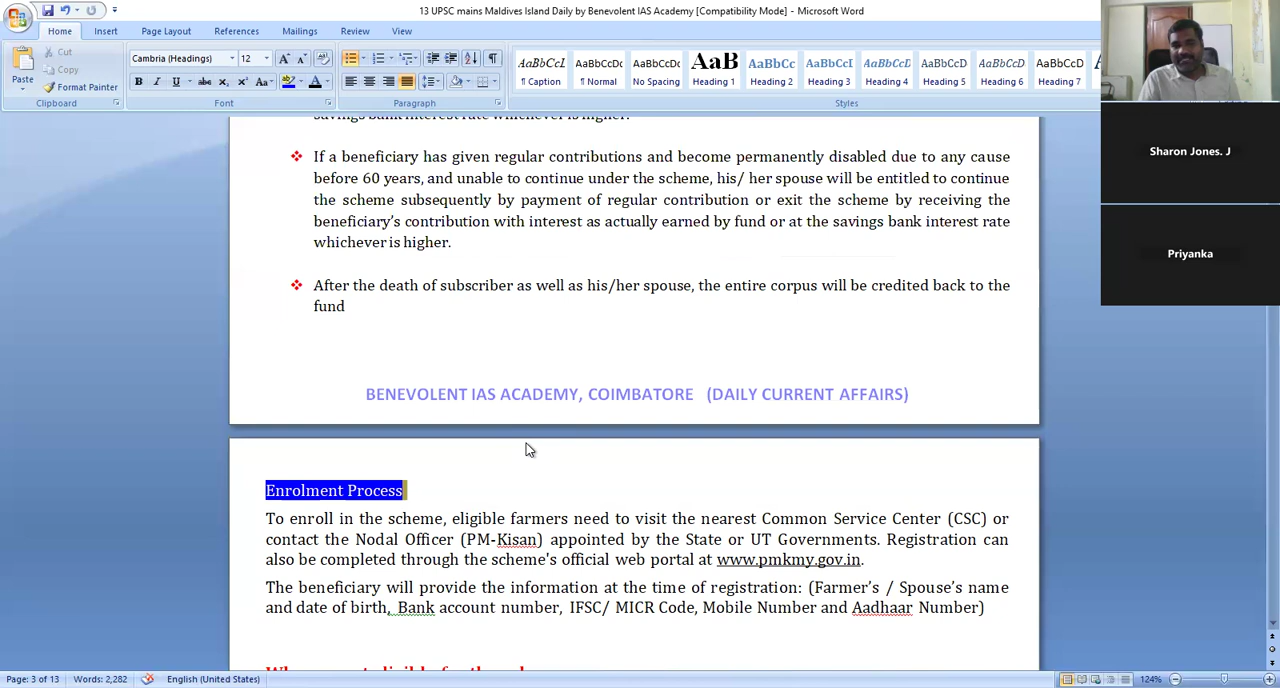 13 UPSC mains Maldives Island Daily by Benevolent IAS Academy [Compatibility Mode] - Microsoft Word
Home Insert Page Layout References Mailings Review View
Cut
Copy
Format Painter
Paste
Clipboard
Cambria (Headings) 12
Font
Paragraph
AaBbCcL AaBbCcDc AaBbCcDc AaB AaBbCc AaBbCcI AaBbCcD AaBbCcD AaBbCcD AaBbCcD
¶ Caption ¶ Normal No Spacing Heading 1 Heading 2 Heading 3 Heading 4 Heading 5 Heading 6 Heading 7
Styles
Sharon Jones. J
Priyanka
savings bank interest rate whichever is higher.
If a beneficiary has given regular contributions and become permanently disabled due to any cause
before 60 years, and unable to continue under the scheme, his/ her spouse will be entitled to continue
the scheme subsequently by payment of regular contribution or exit the scheme by receiving the
beneficiary's contribution with interest as actually earned by fund or at the savings bank interest rate
whichever is higher.
After the death of subscriber as well as his/her spouse, the entire corpus will be credited back to the
fund
BENEVOLENT IAS ACADEMY, COIMBATORE (DAILY CURRENT AFFAIRS)
Enrolment Process
To enroll in the scheme, eligible farmers need to visit the nearest Common Service Center (CSC) or
contact the Nodal Officer (PM-Kisan) appointed by the State or UT Governments. Registration can
also be completed through the scheme's official web portal at www.pmkmy.gov.in.
The beneficiary will provide the information at the time of registration: (Farmer's / Spouse's name
and date of birth, Bank account number, IFSC/ MICR Code, Mobile Number and Aadhaar Number)
Page: 3 of 13 Words: 2,282 English (United States) 124%